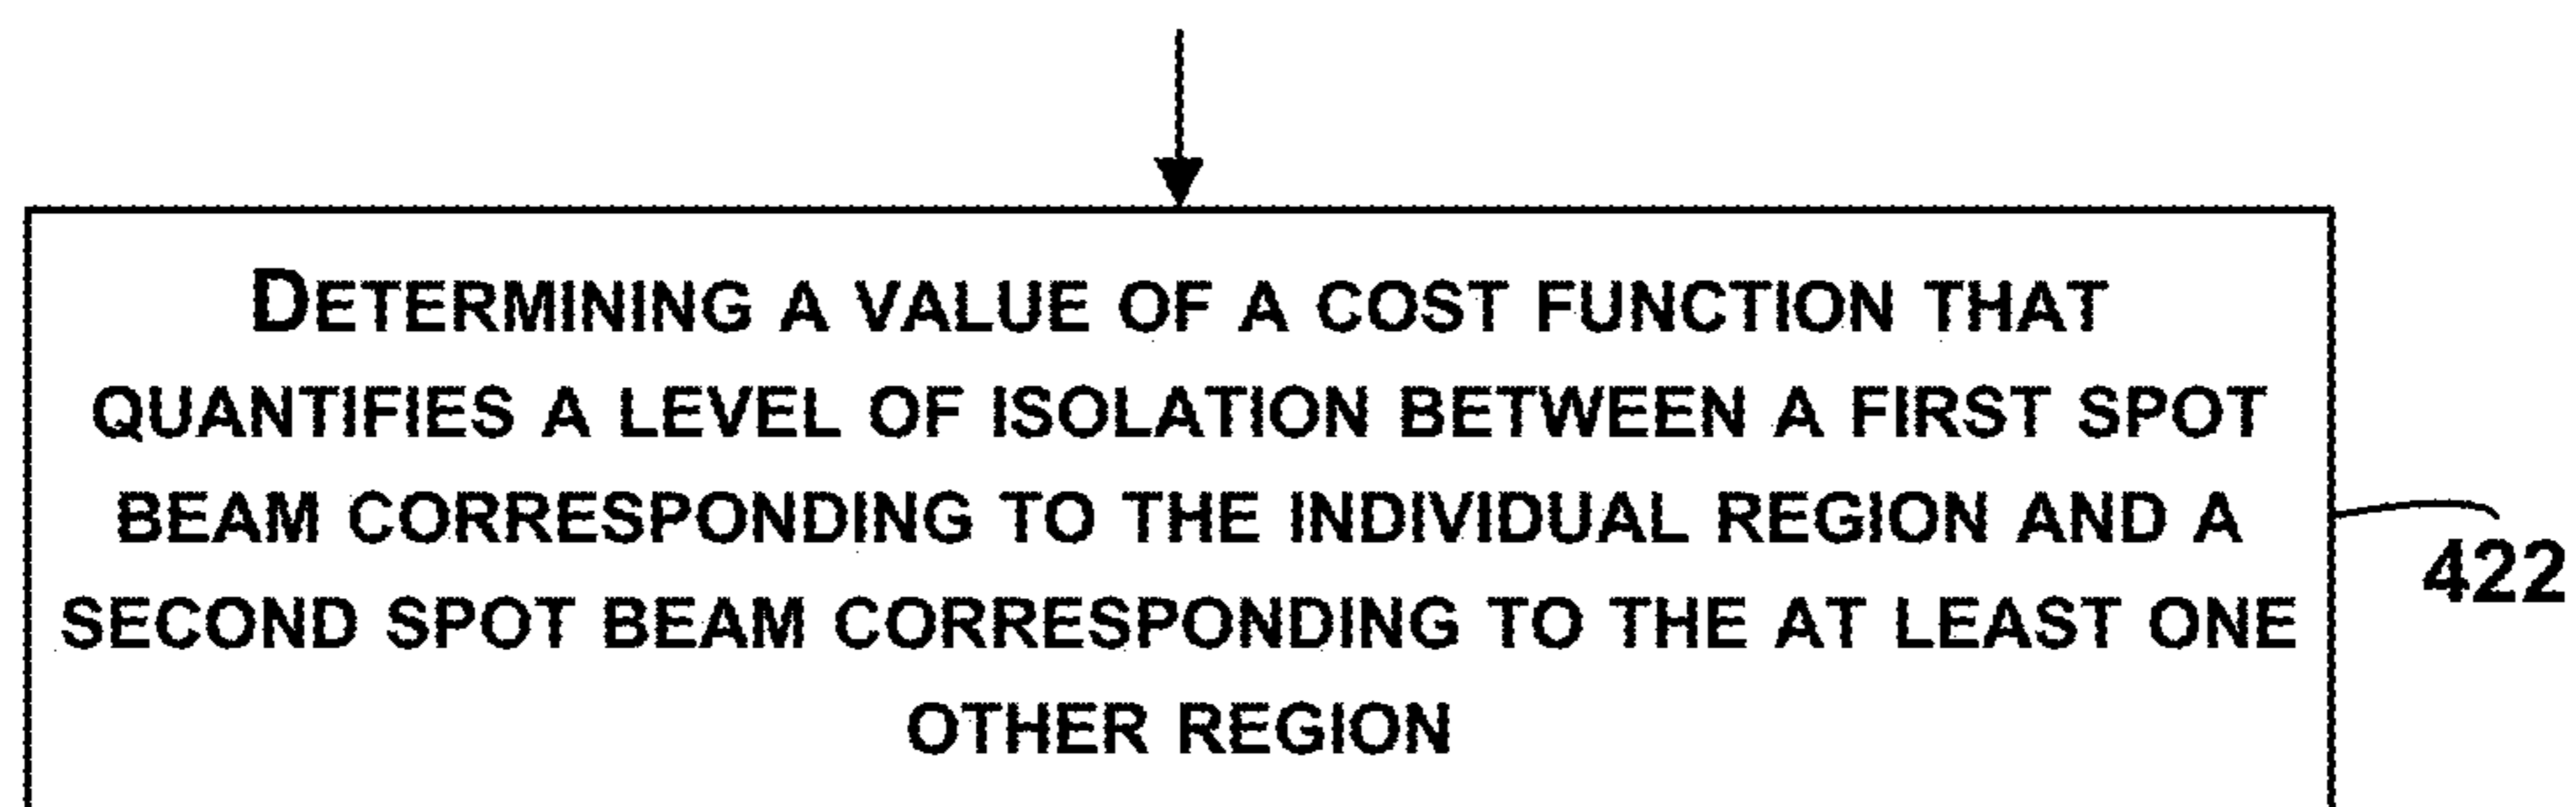 DETERMINING A VALUE OF A COST FUNCTION THAT
QUANTIFIES A LEVEL OF ISOLATION BETWEEN A FIRST SPOT
BEAM CORRESPONDING TO THE INDIVIDUAL REGION AND A
SECOND SPOT BEAM CORRESPONDING TO THE AT LEAST ONE
OTHER REGION
422